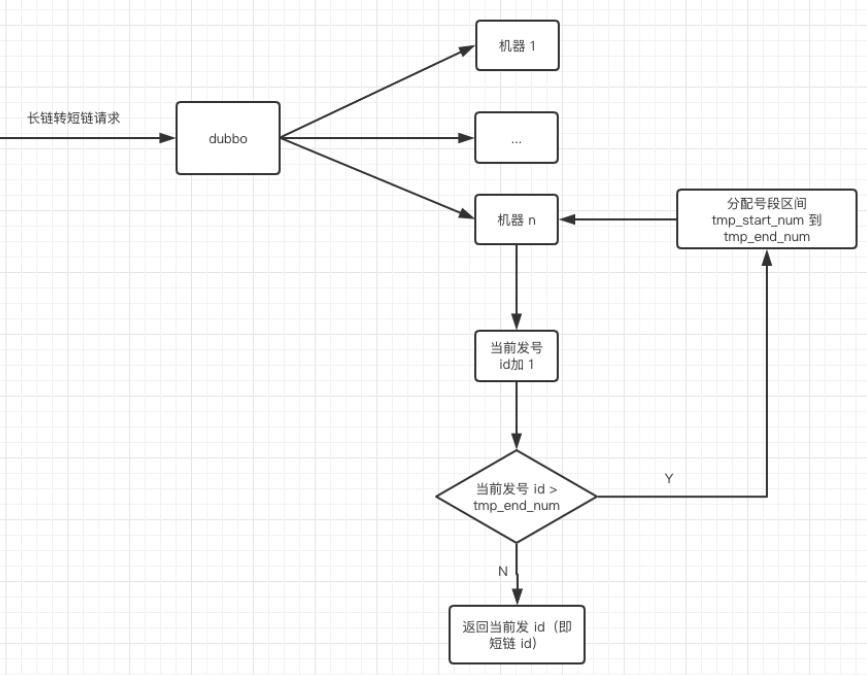 机器 1
长链转短链请求
dubbo
...
机器 n
分配号段区间
tmp_start_num 到
tmp_end_num
当前发号
id加 1
当前发号 id >
tmp_end_num
Y
N
返回当前发 id（即
短链 id）